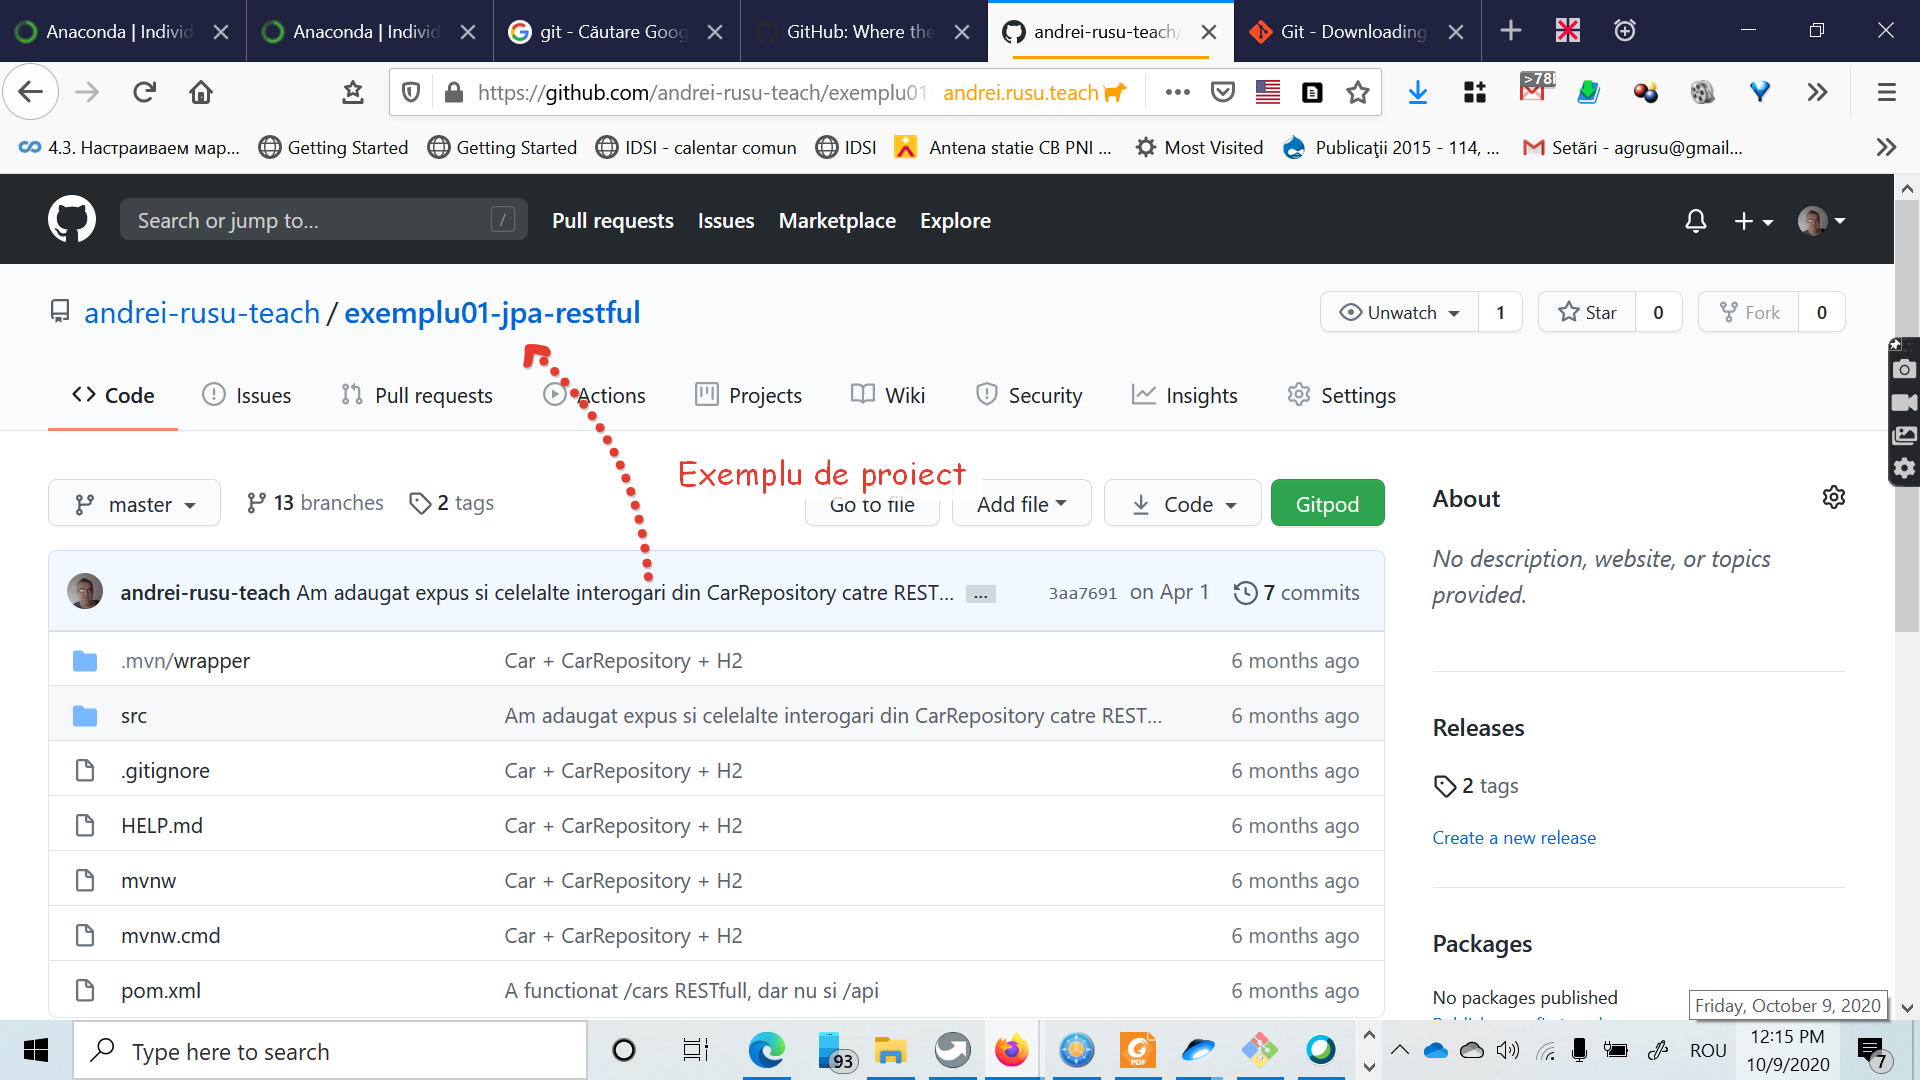 Anaconda | Individ
Anaconda | Individ
git - Căutare Goog
GitHub: Where the
andrei-rusu-teach/
Git - Downloading
https://github.com/andrei-rusu-teach/exemplu01-
andrei.rusu.teach
>78
4.3. Настраиваем мар...
Getting Started
Getting Started
IDSI - calentar comun
IDSI
Antena statie CB PNI ...
Most Visited
Publicaţii 2015 - 114, ...
Setări - agrusu@gmail...
Search or jump to...
/
Pull requests
Issues
Marketplace
Explore
andrei-rusu-teach / exemplu01-jpa-restful
Unwatch 1
Star 0
Fork 0
Code
Issues
Pull requests
Actions
Projects
Wiki
Security
Insights
Settings
Exemplu de proiect
master
13 branches
2 tags
Go to file
Add file
Code
Gitpod
andrei-rusu-teach Am adaugat expus si celelalte interogari din CarRepository catre REST... ... 3aa7691 on Apr 1 7 commits
.mvn/wrapper Car + CarRepository + H2 6 months ago
src Am adaugat expus si celelalte interogari din CarRepository catre REST... 6 months ago
.gitignore Car + CarRepository + H2 6 months ago
HELP.md Car + CarRepository + H2 6 months ago
mvnw Car + CarRepository + H2 6 months ago
mvnw.cmd Car + CarRepository + H2 6 months ago
pom.xml A functionat /cars RESTfull, dar nu si /api 6 months ago
About
No description, website, or topics
provided.
Releases
2 tags
Create a new release
Packages
No packages published
Friday, October 9, 2020
Type here to search
93
PDF
ROU
12:15 PM
10/9/2020
7